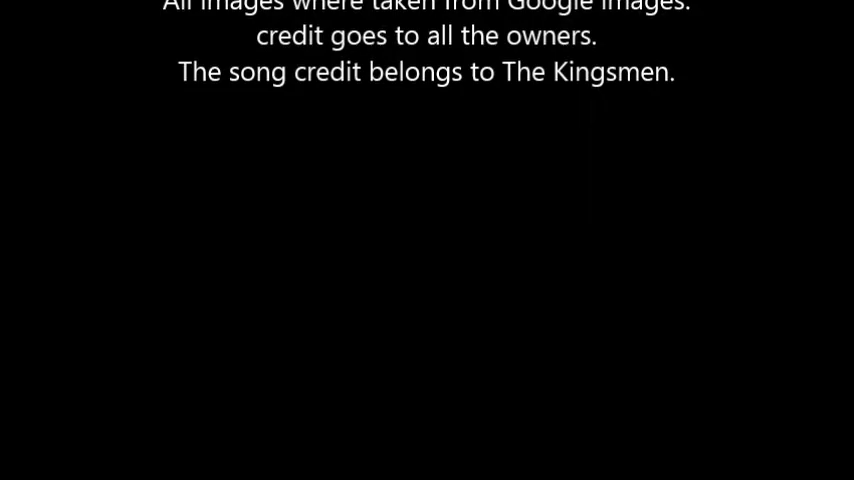 All images where taken from Google images.
credit goes to all the owners.
The song credit belongs to The Kingsmen.